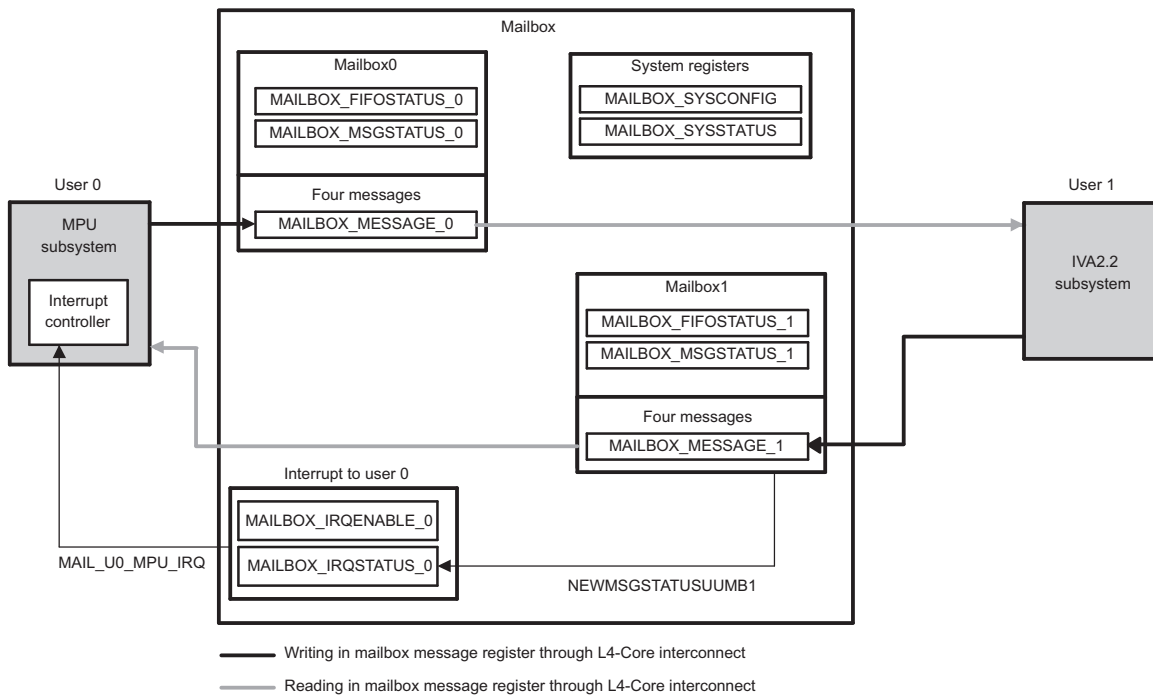 Mailbox
Mailbox0
MAILBOX_FIFOSTATUS_0
MAILBOX_MSGSTATUS_0
Four messages
MAILBOX_MESSAGE_0
System registers
MAILBOX_SYSCONFIG
MAILBOX_SYSSTATUS
User 0
MPU
subsystem
Interrupt
controller
User 1
IVA2.2
subsystem
Mailbox1
MAILBOX_FIFOSTATUS_1
MAILBOX_MSGSTATUS_1
Four messages
MAILBOX_MESSAGE_1
Interrupt to user 0
MAILBOX_IRQENABLE_0
MAILBOX_IRQSTATUS_0
MAIL_U0_MPU_IRQ
NEWMSGSTATUSUUMB1
Writing in mailbox message register through L4-Core interconnect
Reading in mailbox message register through L4-Core interconnect